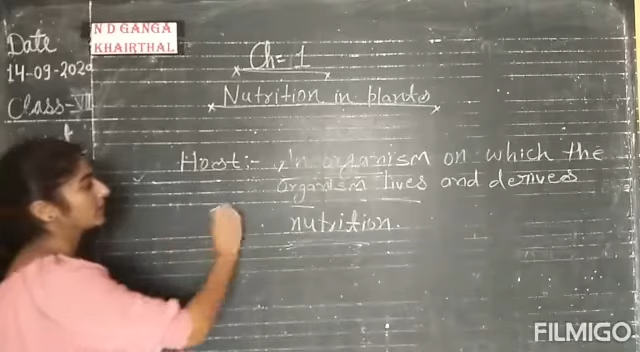 N D GANGA
KHAIRTHAL
Date
14-09-2020
Class-VII
Ch-1
Nutrition in plants
Host:- An organism on which the
organism lives and derives
nutrition.
FILMIGO